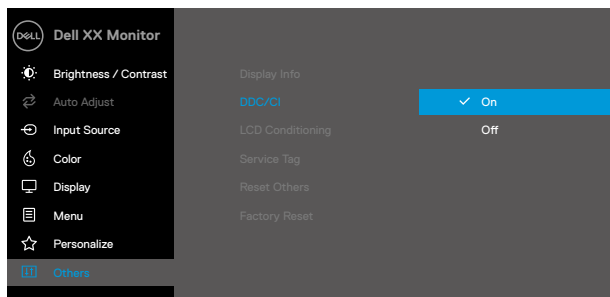 DELL
Dell XX Monitor
Brightness / Contrast
Auto Adjust
Input Source
Color
Display
Menu
Personalize
Others
Display Info
DDC/CI
LCD Conditioning
Service Tag
Reset Others
Factory Reset
On
Off